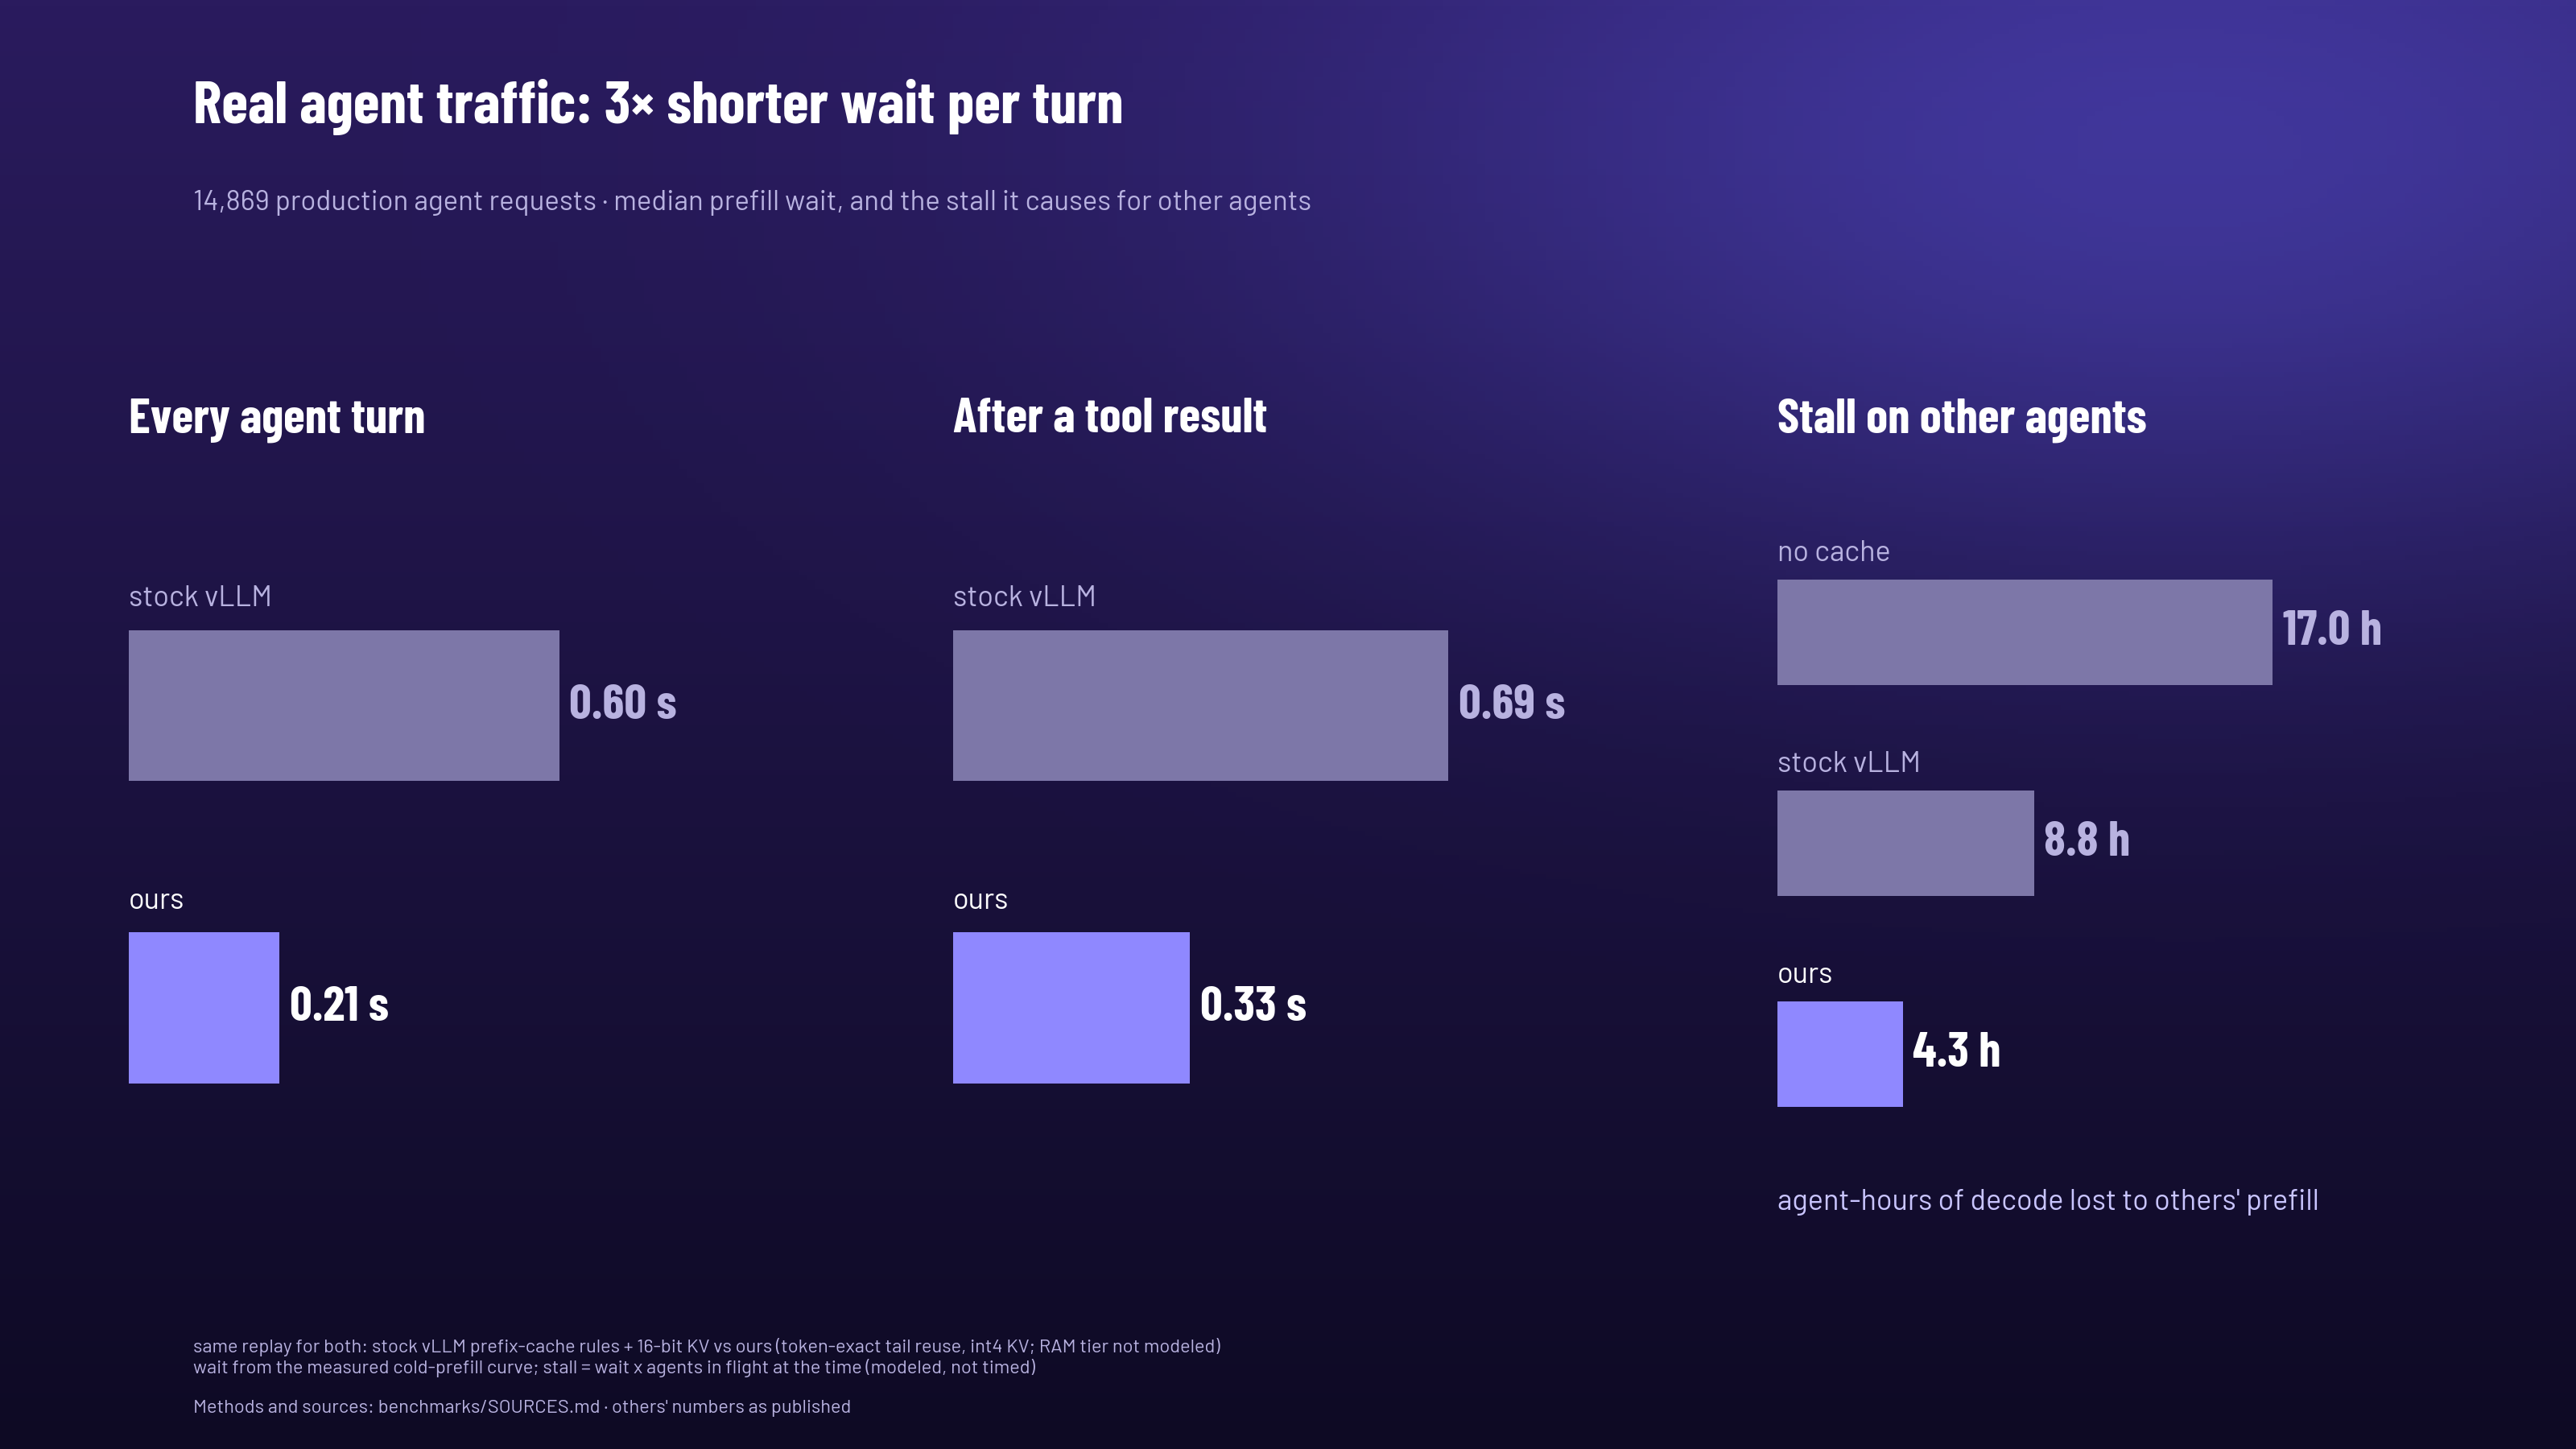 Real agent traffic: 3× shorter wait per turn
14,869 production agent requests · median prefill wait, and the stall it causes for other agents
Every agent turn
stock vLLM
0.60 s
ours
0.21 s
After a tool result
stock vLLM
0.69 s
ours
0.33 s
Stall on other agents
no cache
17.0 h
stock vLLM
8.8 h
ours
4.3 h
agent-hours of decode lost to others' prefill
same replay for both: stock vLLM prefix-cache rules + 16-bit KV vs ours (token-exact tail reuse, int4 KV; RAM tier not modeled)
wait from the measured cold-prefill curve; stall = wait x agents in flight at the time (modeled, not timed)
Methods and sources: benchmarks/SOURCES.md · others' numbers as published